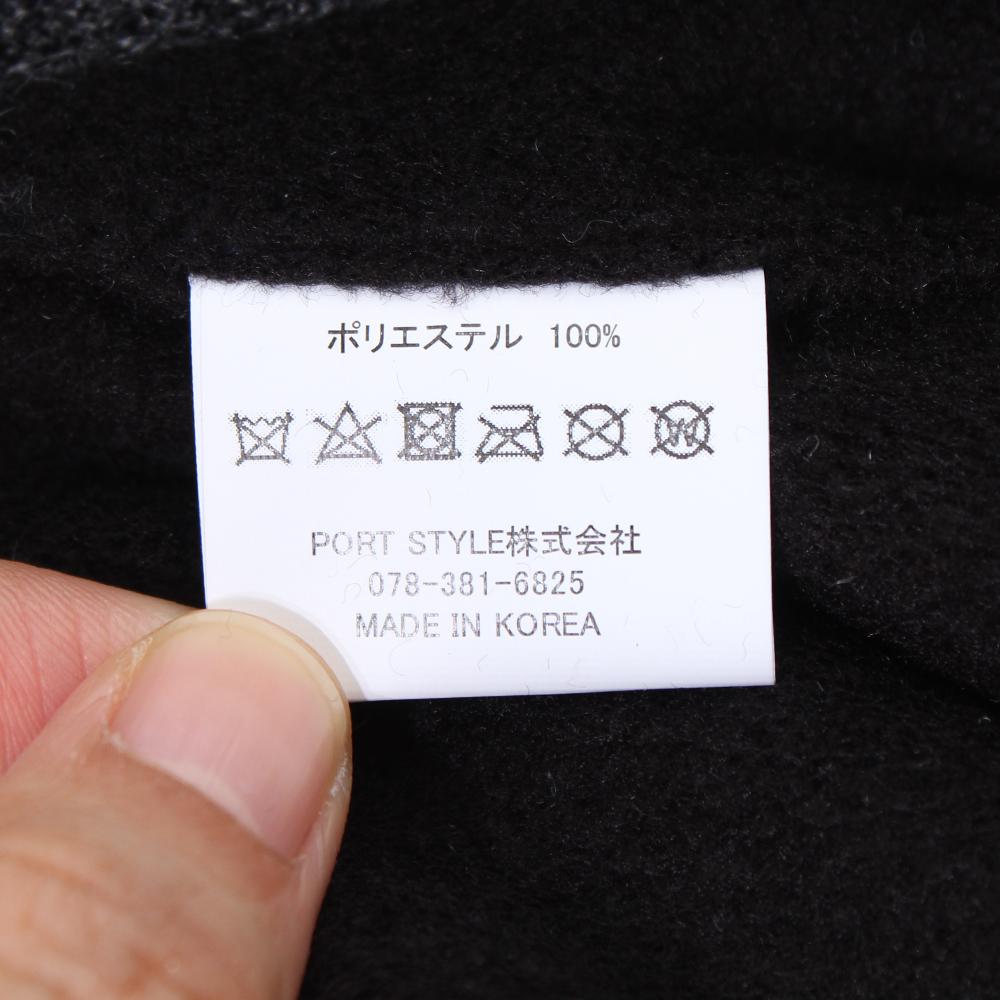 ポリエステル 100%
W
PORT STYLE株式会社
078-381-6825
MADE IN KOREA